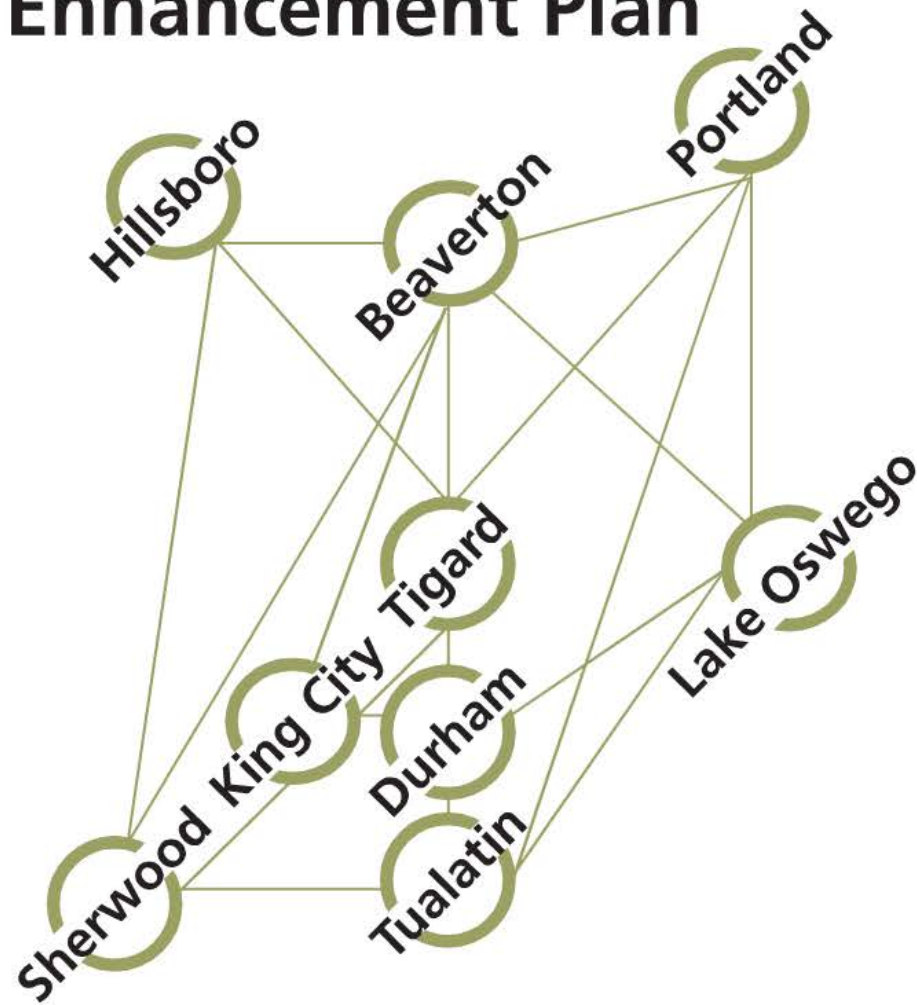 Enhancement Plan
Portland
Hillsboro
Beaverton
Tigard
Lake Oswego
King City
Durham
Sherwood
Tualatin